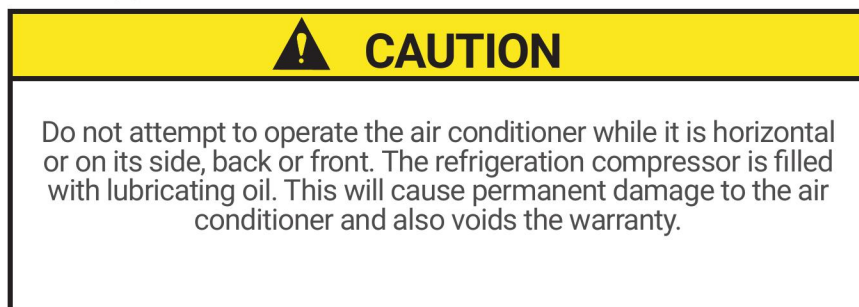 CAUTION
Do not attempt to operate the air conditioner while it is horizontal
or on its side, back or front. The refrigeration compressor is filled
with lubricating oil. This will cause permanent damage to the air
conditioner and also voids the warranty.